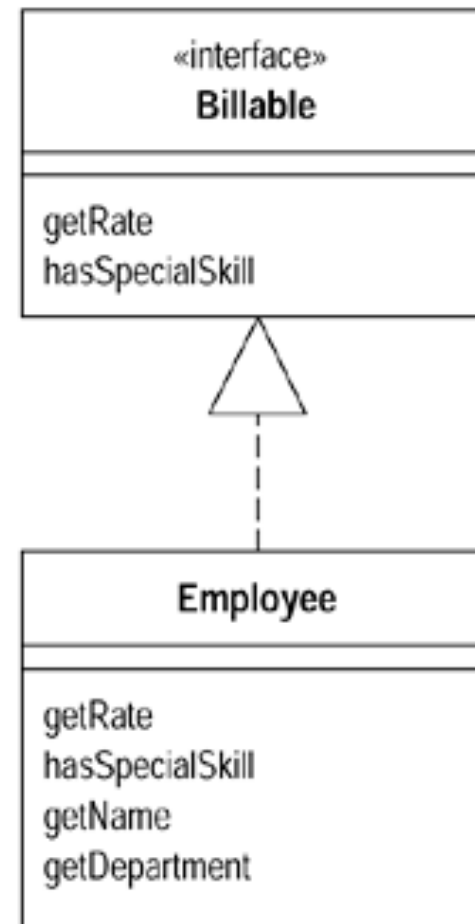 «interface»
Billable
getRate
hasSpecialSkill
Employee
getRate
hasSpecialSkill
getName
getDepartment